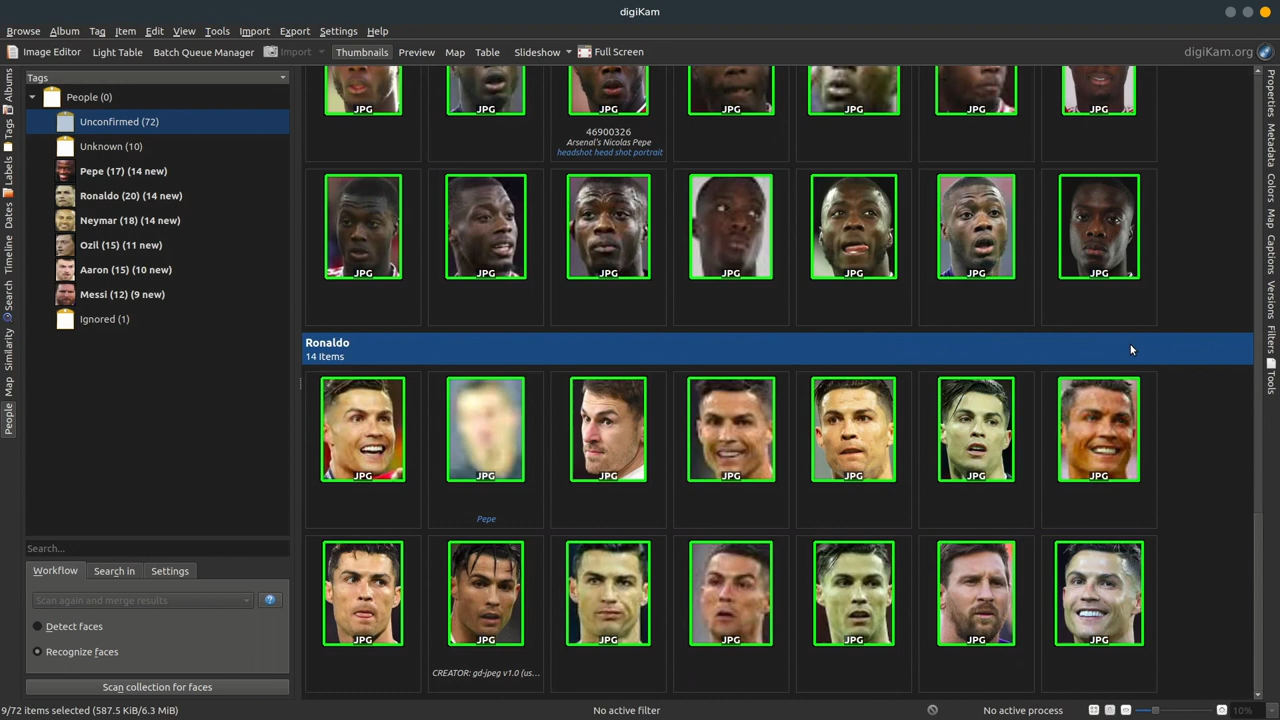 digiKam
Browse Album Tag Item Edit View Tools Import Export Settings Help
Image Editor Light Table Batch Queue Manager Import Thumbnails Preview Map Table Slideshow Full Screen digiKam.org
Albums
Tags
Labels
Dates
Timeline
Search
Similarity
Map
People
Tags
People (0)
Unconfirmed (72)
Unknown (10)
Pepe (17) (14 new)
Ronaldo (20) (14 new)
Neymar (18) (14 new)
Ozil (15) (11 new)
Aaron (15) (10 new)
Messi (12) (9 new)
Ignored (1)
Search...
Workflow Search in Settings
Scan again and merge results
Detect faces
Recognize faces
Scan collection for faces
JPG JPG JPG JPG JPG JPG JPG
46900326
Arsenal's Nicolas Pepe
headshot head shot portrait
JPG JPG JPG JPG JPG JPG JPG
Ronaldo
14 Items
JPG JPG JPG JPG JPG JPG JPG
Pepe
JPG JPG JPG JPG JPG JPG JPG
CREATOR: gd-jpeg v1.0 (us...
Properties
Metadata
Colors
Map
Captions
Versions
Filters
Tools
9/72 items selected (587.5 KiB/6.3 MiB) No active filter No active process 10%